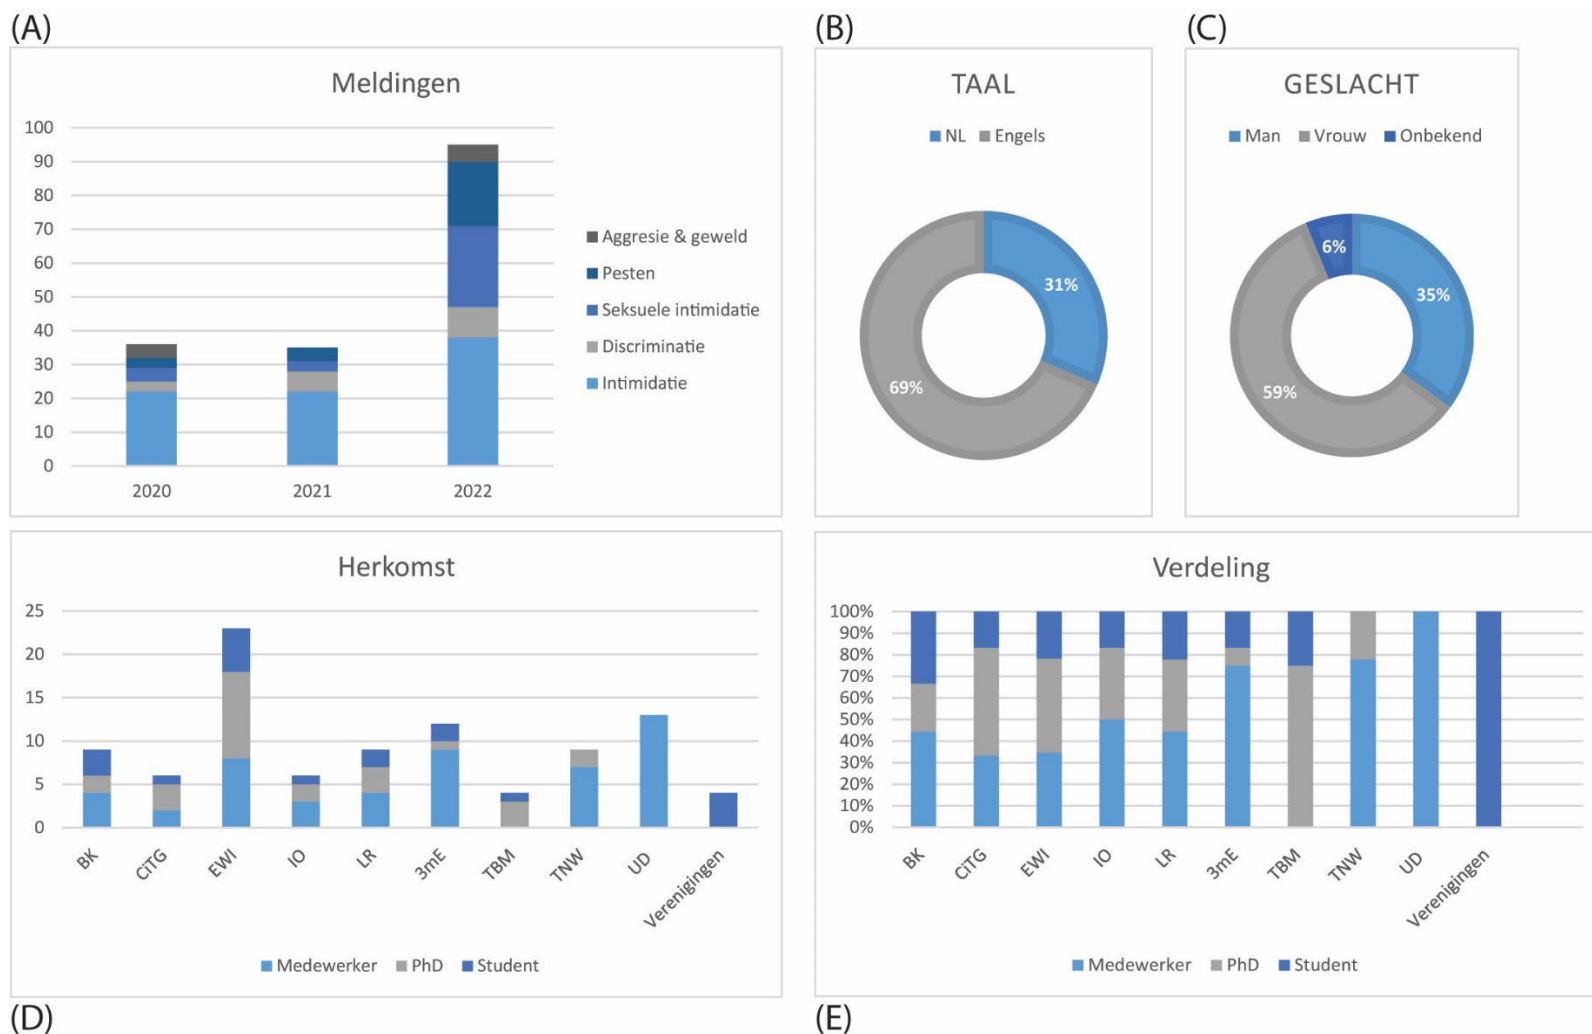 (A)
Meldingen
100
90
80
70
60
50
40
30
20
10
0
2020 2021 2022
Aggresie & geweld
Pesten
Seksuele intimidatie
Discriminatie
Intimidatie
(B)
TAAL
NL Engels
31%
69%
(C)
GESLACHT
Man Vrouw Onbekend
6%
35%
59%
Herkomst
25
20
15
10
5
0
BK CiTG EWI IO LR 3mE TBM TNW UD Verenigingen
Medewerker PhD Student
(D)
Verdeling
100%
90%
80%
70%
60%
50%
40%
30%
20%
10%
0%
BK CiTG EWI IO LR 3mE TBM TNW UD Verenigingen
Medewerker PhD Student
(E)